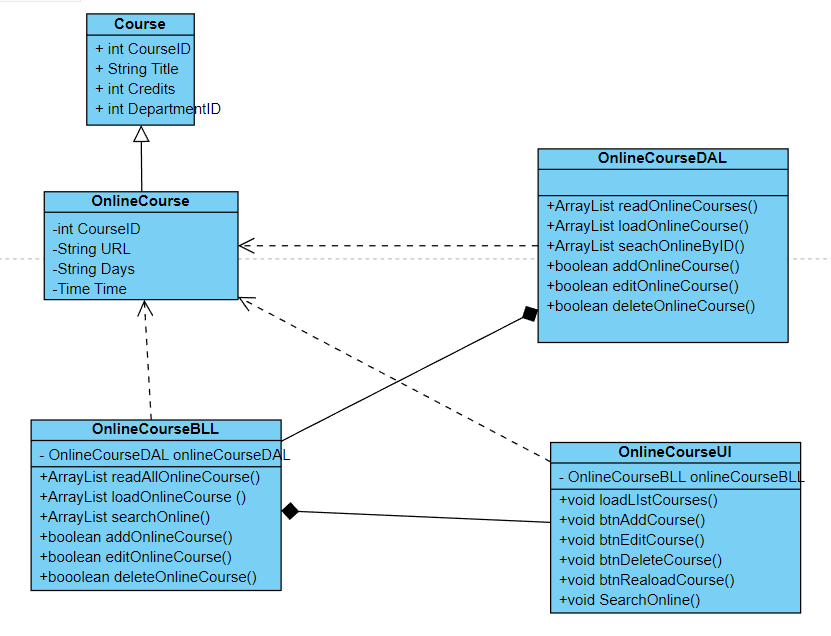 Course
+ int CourseID
+ String Title
+ int Credits
+ int DepartmentID
OnlineCourse
-int CourseID
-String URL
-String Days
-Time Time
OnlineCourseDAL
+ArrayList readOnlineCourses()
+ArrayList loadOnlineCourse()
+ArrayList seachOnlineByID()
+boolean addOnlineCourse()
+boolean editOnlineCourse()
+boolean deleteOnlineCourse()
OnlineCourseBLL
- OnlineCourseDAL onlineCourseDAL
+ArrayList readAllOnlineCourse()
+ArrayList loadOnlineCourse ()
+ArrayList searchOnline()
+boolean addOnlineCourse()
+boolean editOnlineCourse()
+booolean deleteOnlineCourse()
OnlineCourseUI
- OnlineCourseBLL onlineCourseBLL
+void loadLIstCourses()
+void btnAddCourse()
+void btnEditCourse()
+void btnDeleteCourse()
+void btnRealoadCourse()
+void SearchOnline()